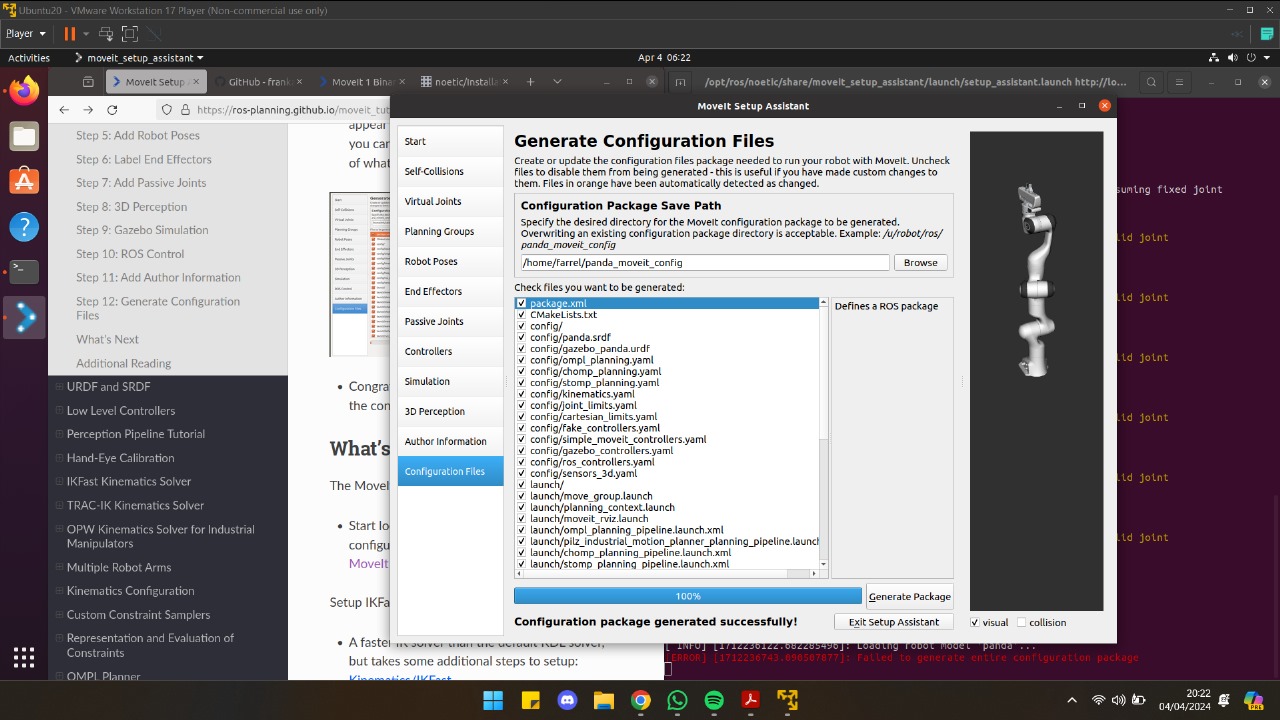 Ubuntu20 - VMware Workstation 17 Player (Non-commercial use only)
Player
Activities
moveit_setup_assistant
Apr 4 06:22
MoveIt Setup A
GitHub - frank
MoveIt 1 Bina
noetic/Installa
/opt/ros/noetic/share/moveit_setup_assistant/launch/setup_assistant.launch http://lo...
https://ros-planning.github.io/moveit_tut
Step 5: Add Robot Poses
Step 6: Label End Effectors
Step 7: Add Passive Joints
Step 8: 3D Perception
Step 9: Gazebo Simulation
Step 10: ROS Control
Step 11: Add Author Information
Step 12: Generate Configuration
Files
What's Next
Additional Reading
URDF and SRDF
Low Level Controllers
Perception Pipeline Tutorial
Hand-Eye Calibration
IKFast Kinematics Solver
TRAC-IK Kinematics Solver
OPW Kinematics Solver for Industrial
Manipulators
Multiple Robot Arms
Kinematics Configuration
Custom Constraint Samplers
Representation and Evaluation of
Constraints
OMPL Planner
appear
you can
of what
• Congra
the con
What's
The Movel
• Start lo
configu
MoveIt
Setup IKFa
• A faster IK solver than the default KDL solver,
but takes some additional steps to setup:
Kinematics/IKFast
MoveIt Setup Assistant
Start
Self-Collisions
Virtual Joints
Planning Groups
Robot Poses
End Effectors
Passive Joints
Controllers
Simulation
3D Perception
Author Information
Configuration Files
Generate Configuration Files
Create or update the configuration files package needed to run your robot with MoveIt. Uncheck
files to disable them from being generated - this is useful if you have made custom changes to
them. Files in orange have been automatically detected as changed.
Configuration Package Save Path
Specify the desired directory for the MoveIt configuration package to be generated.
Overwriting an existing configuration package directory is acceptable. Example: /u/robot/ros/
panda_moveit_config
/home/farrel/panda_moveit_config
Browse
Check files you want to be generated:
package.xml
CMakeLists.txt
config/
config/panda.srdf
config/gazebo_panda.urdf
config/ompl_planning.yaml
config/chomp_planning.yaml
config/stomp_planning.yaml
config/kinematics.yaml
config/joint_limits.yaml
config/cartesian_limits.yaml
config/fake_controllers.yaml
config/simple_moveit_controllers.yaml
config/gazebo_controllers.yaml
config/ros_controllers.yaml
config/sensors_3d.yaml
launch/
launch/move_group.launch
launch/planning_context.launch
launch/moveit_rviz.launch
launch/ompl_planning_pipeline.launch.xml
launch/pilz_industrial_motion_planner_planning_pipeline.launch
launch/chomp_planning_pipeline.launch.xml
launch/stomp_planning_pipeline.launch.xml
Defines a ROS package
100%
Generate Package
Configuration package generated successfully!
Exit Setup Assistant
visual
collision
suming fixed joint
lid joint
lid joint
lid joint
lid joint
lid joint
lid joint
[ INFO] [1712236122.682285496]: Loading robot model 'panda'...
[ERROR] [1712236743.090507077]: Failed to generate entire configuration package
20:22
04/04/2024
PRE